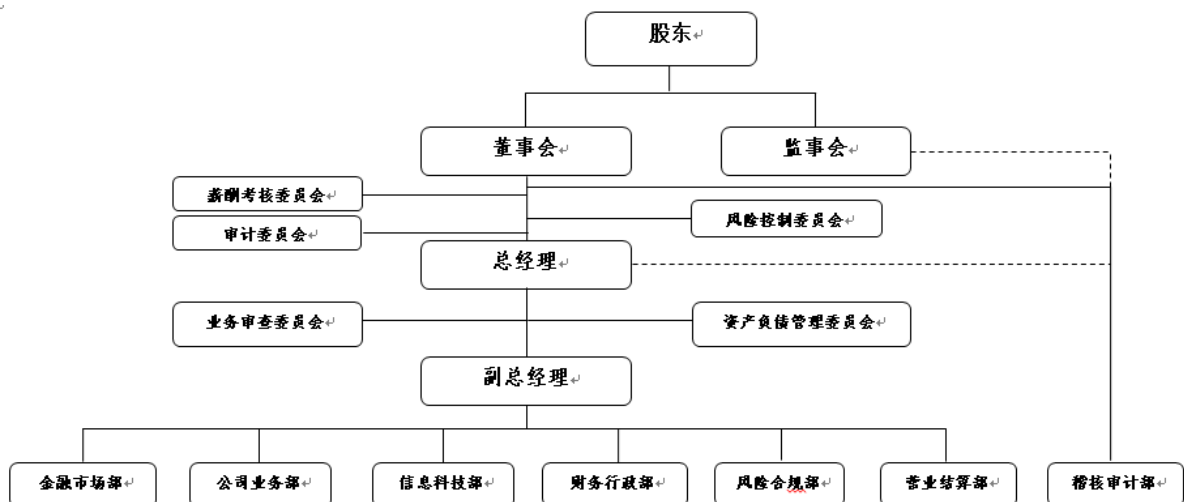 股东
董事会
监事会
薪酬考核委员会
风险控制委员会
审计委员会
总经理
业务审查委员会
资产负债管理委员会
副总经理
金融市场部
公司业务部
信息科技部
财务行政部
风险合规部
营业结算部
稽核审计部